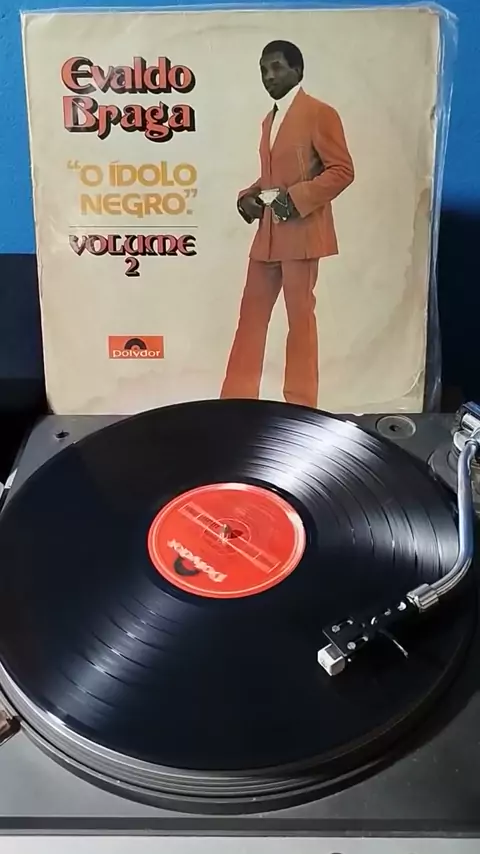 Evaldo
Braga
“O ÍDOLO
NEGRO.”
VOLUME
2
polydor
Polydor